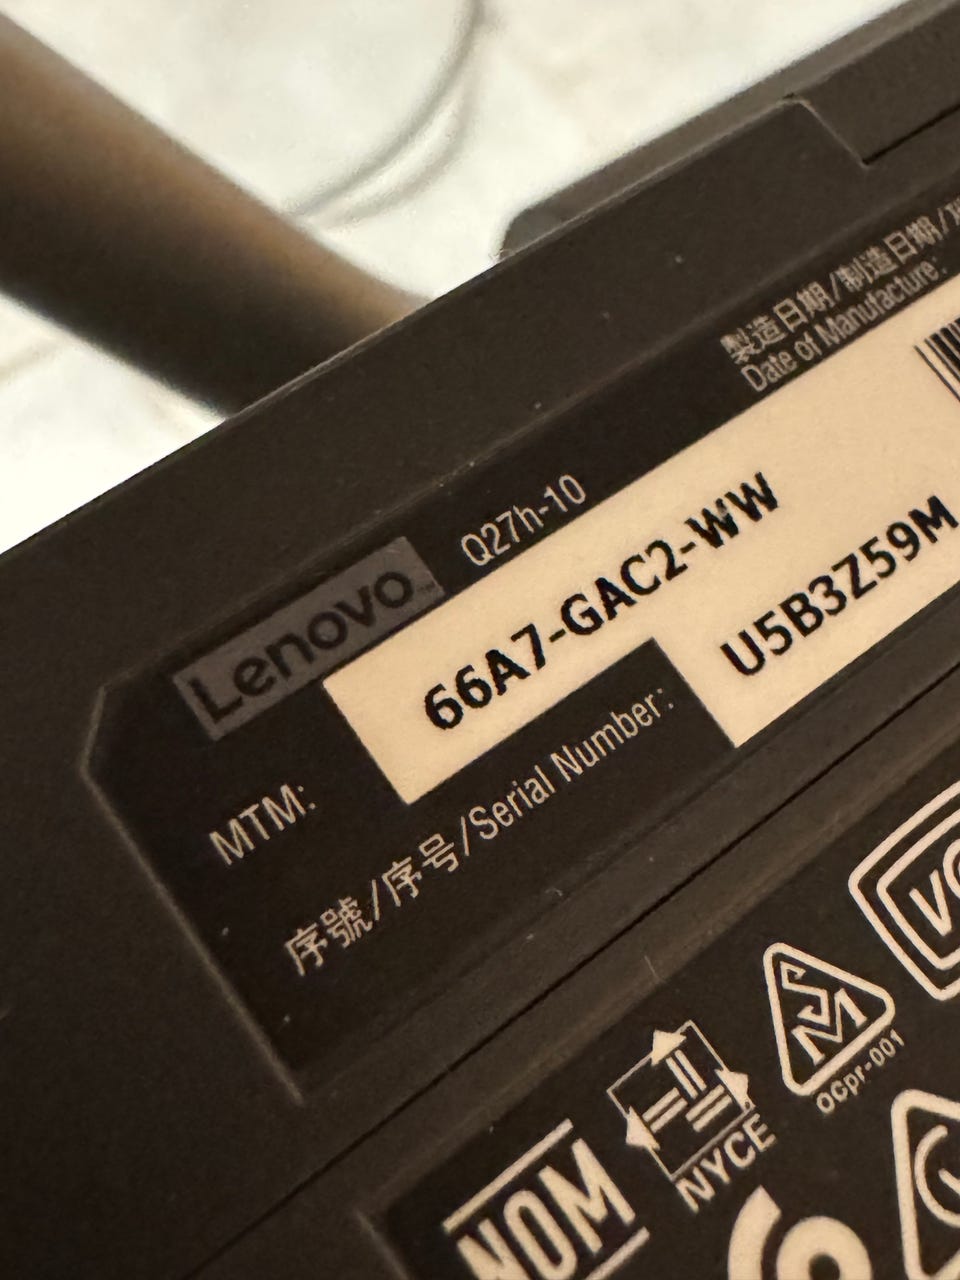 製造日期/制造日期/
Date of Manufacture:
Lenovo Q27h-10
MTM: 66A7-GAC2-WW
序號/序号/Serial Number: U5B3Z59M
NOM
NYCE
SM
ocpr-001